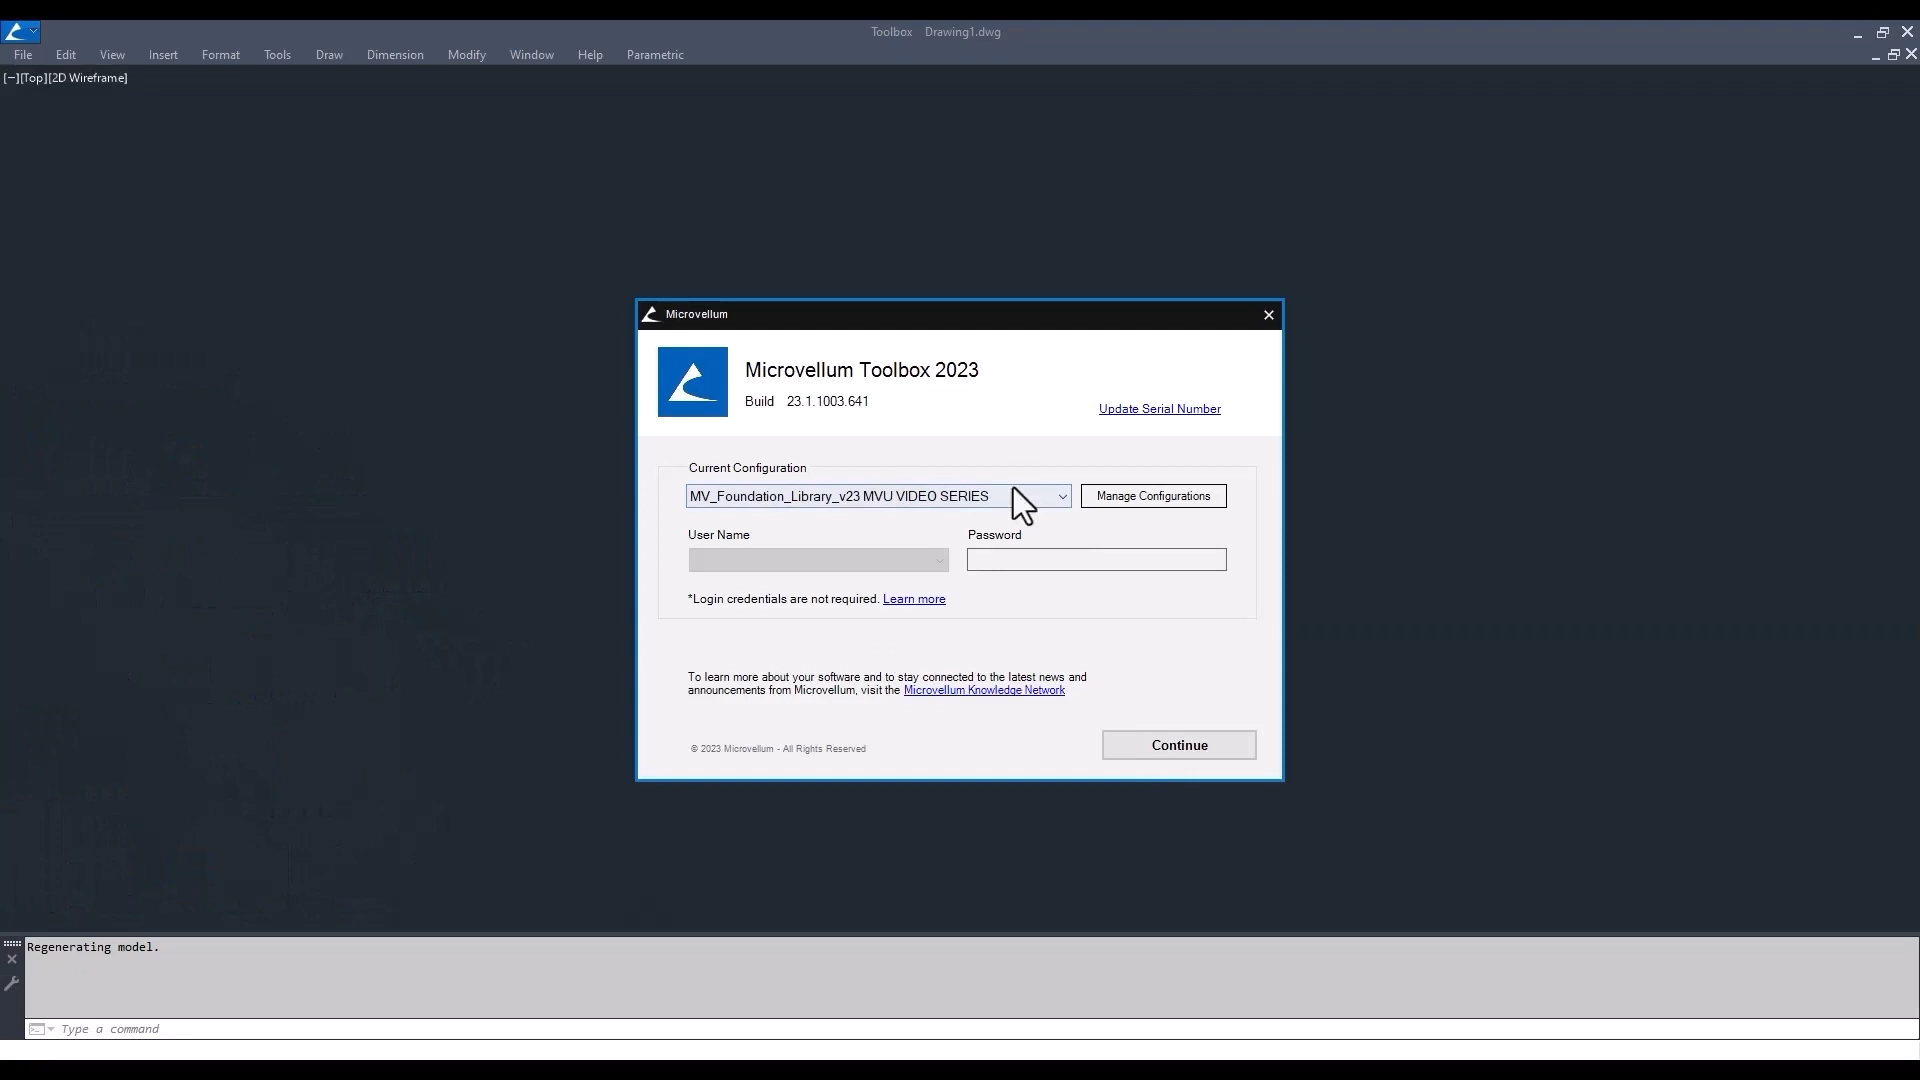 Toolbox Drawing1.dwg
File Edit View Insert Format Tools Draw Dimension Modify Window Help Parametric
[−][Top][2D Wireframe]
Microvellum
Microvellum Toolbox 2023
Build 23.1.1003.641
Update Serial Number
Current Configuration
MV_Foundation_Library_v23 MVU VIDEO SERIES
Manage Configurations
User Name
Password
*Login credentials are not required. Learn more
To learn more about your software and to stay connected to the latest news and
announcements from Microvellum, visit the Microvellum Knowledge Network
© 2023 Microvellum - All Rights Reserved
Continue
Regenerating model.
Type a command